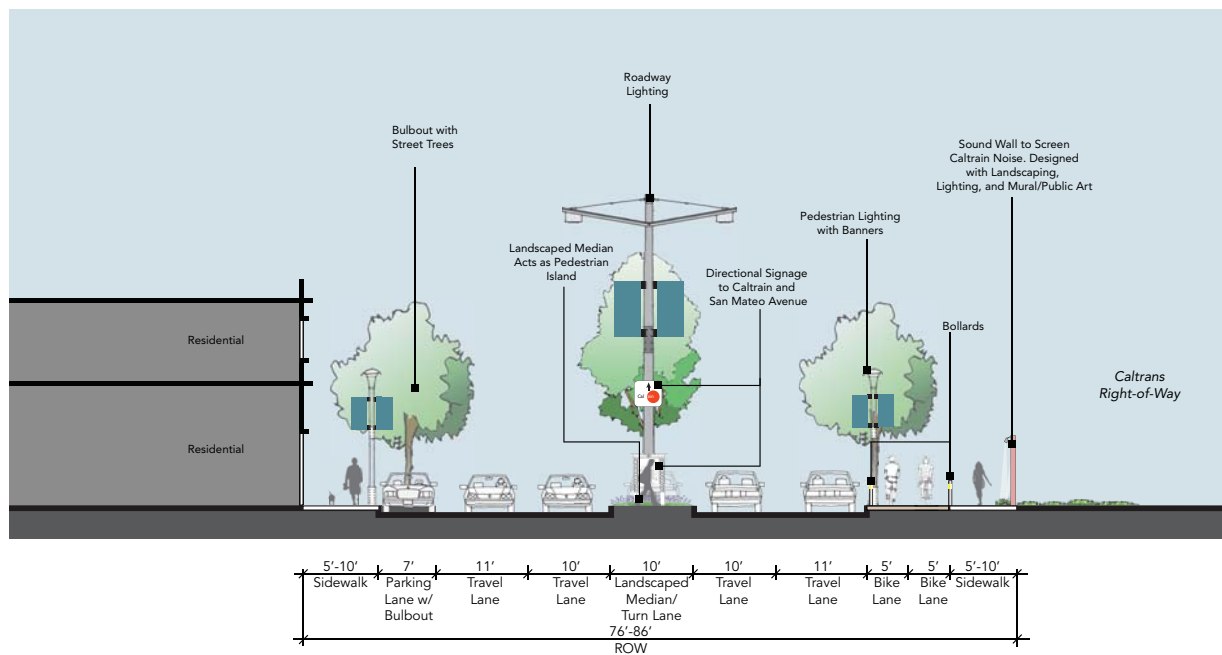 Roadway
Lighting
Bulbout with
Street Trees
Sound Wall to Screen
Caltrain Noise. Designed
with Landscaping,
Lighting, and Mural/Public Art
Pedestrian Lighting
with Banners
Landscaped Median
Acts as Pedestrian
Island
Directional Signage
to Caltrain and
San Mateo Avenue
Bollards
Residential
Caltrans
Right-of-Way
Residential
5’-10’
Sidewalk
7’
Parking
Lane w/
Bulbout
11’
Travel
Lane
10’
Travel
Lane
10’
Landscaped
Median/
Turn Lane
10’
Travel
Lane
11’
Travel
Lane
5’
Bike
Lane
5’
Bike
Lane
5’-10’
Sidewalk
76’-86’
ROW